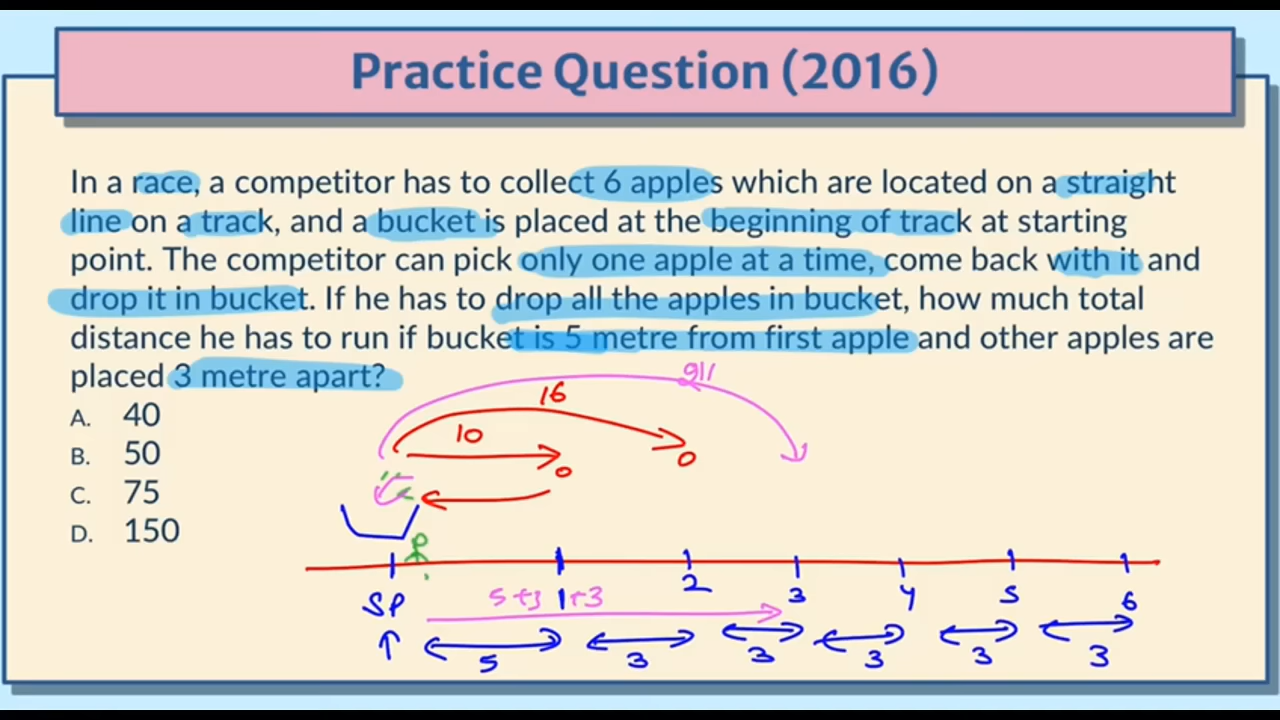 Practice Question (2016)
In a race, a competitor has to collect 6 apples which are located on a straight
line on a track, and a bucket is placed at the beginning of track at starting
point. The competitor can pick only one apple at a time, come back with it and
drop it in bucket. If he has to drop all the apples in bucket, how much total
distance he has to run if bucket is 5 metre from first apple and other apples are
placed 3 metre apart?
A. 40
B. 50
C. 75
D. 150
16
10
SP 1 2 3 4 5 6
5+3+3
5 3 3 3 3 3